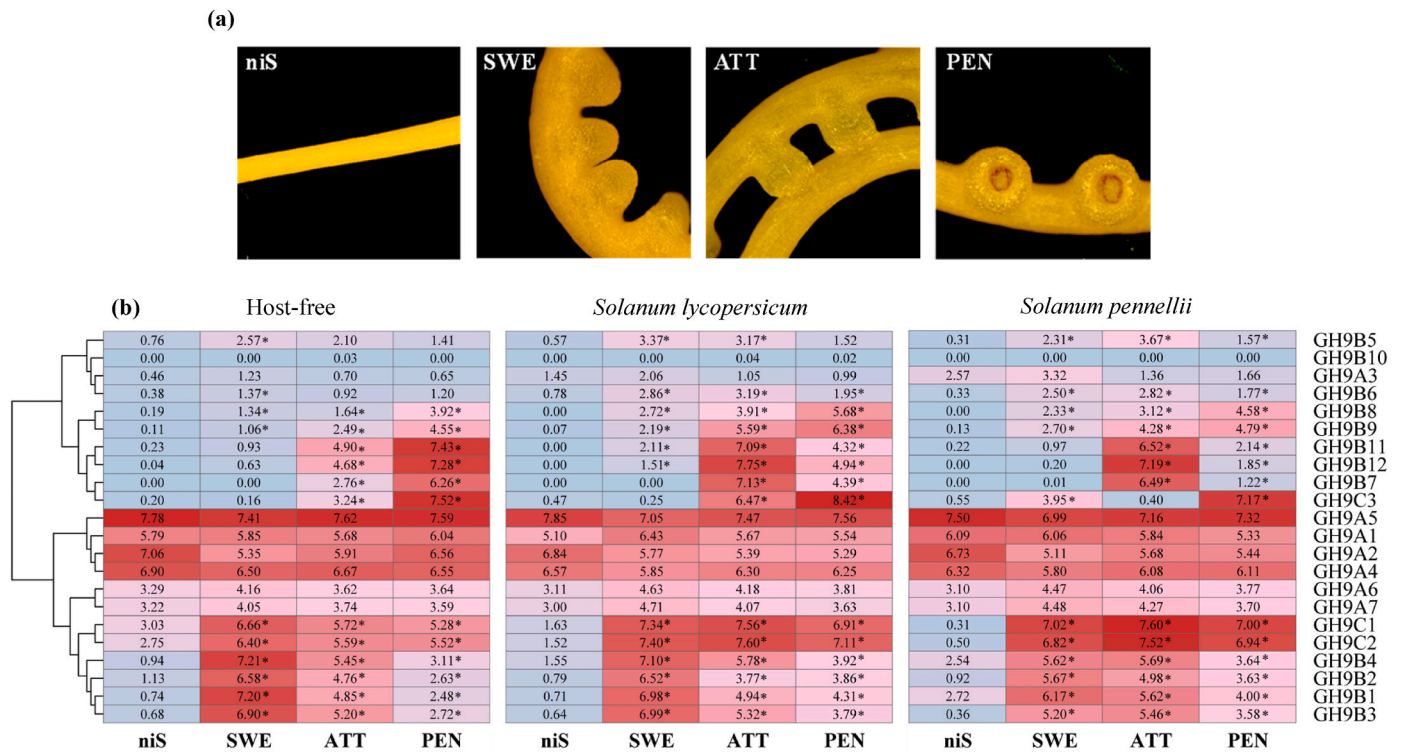 (a)
niS SWE ATT PEN
(b) Host-free Solanum lycopersicum Solanum pennellii
0.76 2.57* 2.10 1.41 0.57 3.37* 3.17* 1.52 0.31 2.31* 3.67* 1.57* GH9B5
0.00 0.00 0.03 0.00 0.00 0.00 0.04 0.02 0.00 0.00 0.00 0.00 GH9B10
0.46 1.23 0.70 0.65 1.45 2.06 1.05 0.99 2.57 3.32 1.36 1.66 GH9A3
0.38 1.37* 0.92 1.20 0.78 2.86* 3.19* 1.95* 0.33 2.50* 2.82* 1.77* GH9B6
0.19 1.34* 1.64* 3.92* 0.00 2.72* 3.91* 5.68* 0.00 2.33* 3.12* 4.58* GH9B8
0.11 1.06* 2.49* 4.55* 0.07 2.19* 5.59* 6.38* 0.13 2.70* 4.28* 4.79* GH9B9
0.23 0.93 4.90* 7.43* 0.00 2.11* 7.09* 4.32* 0.22 0.97 6.52* 2.14* GH9B11
0.04 0.63 4.68* 7.28* 0.00 1.51* 7.75* 4.94* 0.00 0.20 7.19* 1.85* GH9B12
0.00 0.00 2.76* 6.26* 0.00 0.00 7.13* 4.39* 0.00 0.01 6.49* 1.22* GH9B7
0.20 0.16 3.24* 7.52* 0.47 0.25 6.47* 8.42* 0.55 3.95* 0.40 7.17* GH9C3
7.78 7.41 7.62 7.59 7.85 7.05 7.47 7.56 7.50 6.99 7.16 7.32 GH9A5
5.79 5.85 5.68 6.04 5.10 6.43 5.67 5.54 6.09 6.06 5.84 5.33 GH9A1
7.06 5.35 5.91 6.56 6.84 5.77 5.39 5.29 6.73 5.11 5.68 5.44 GH9A2
6.90 6.50 6.67 6.55 6.57 5.85 6.30 6.25 6.32 5.80 6.08 6.11 GH9A4
3.29 4.16 3.62 3.64 3.11 4.63 4.18 3.81 3.10 4.47 4.06 3.77 GH9A6
3.22 4.05 3.74 3.59 3.00 4.71 4.07 3.63 3.10 4.48 4.27 3.70 GH9A7
3.03 6.66* 5.72* 5.28* 1.63 7.34* 7.56* 6.91* 0.31 7.02* 7.60* 7.00* GH9C1
2.75 6.40* 5.59* 5.52* 1.52 7.40* 7.60* 7.11* 0.50 6.82* 7.52* 6.94* GH9C2
0.94 7.21* 5.45* 3.11* 1.55 7.10* 5.78* 3.92* 2.54 5.62* 5.69* 3.64* GH9B4
1.13 6.58* 4.76* 2.63* 0.79 6.52* 3.77* 3.86* 0.92 5.67* 4.98* 3.63* GH9B2
0.74 7.20* 4.85* 2.48* 0.71 6.98* 4.94* 4.31* 2.72 6.17* 5.62* 4.00* GH9B1
0.68 6.90* 5.20* 2.72* 0.64 6.99* 5.32* 3.79* 0.36 5.20* 5.46* 3.58* GH9B3
niS SWE ATT PEN niS SWE ATT PEN niS SWE ATT PEN